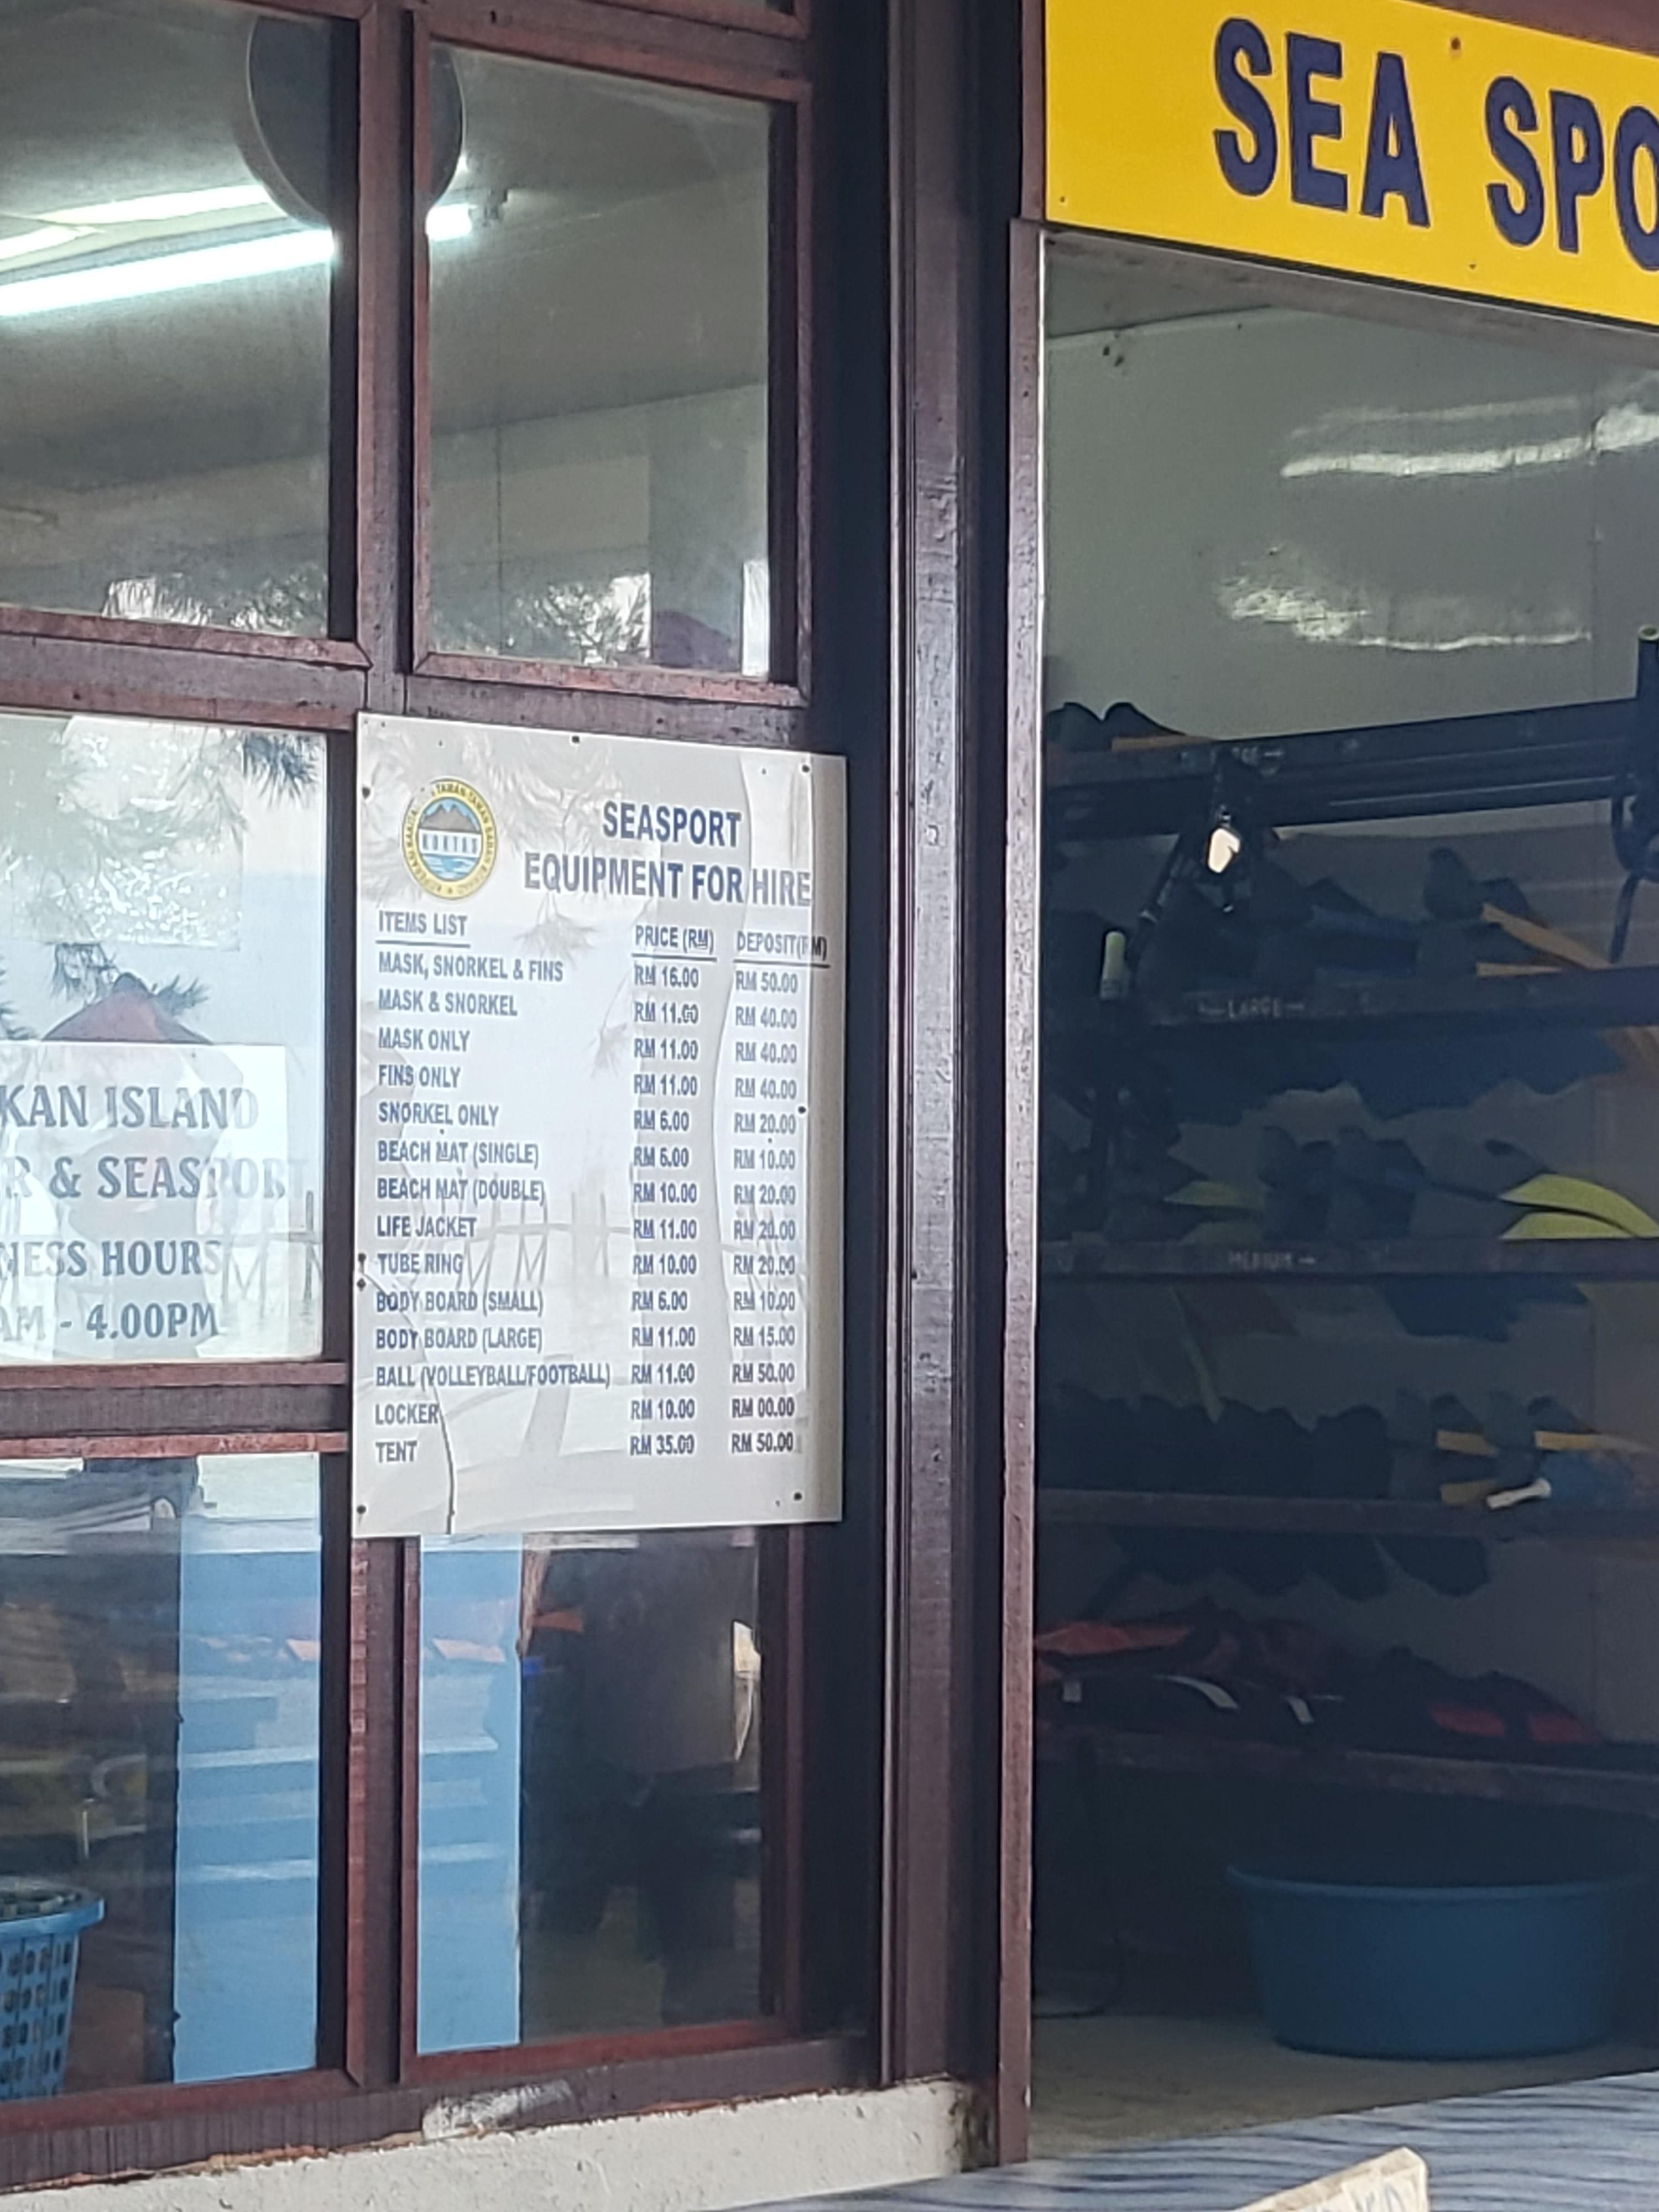 SEA SPO
SEASPORT
EQUIPMENT FOR HIRE
ITEMS LIST PRICE (RM) DEPOSIT(RM)
MASK, SNORKEL & FINS RM 16.00 RM 50.00
MASK & SNORKEL RM 11.00 RM 40.00
MASK ONLY RM 11.00 RM 40.00
FINS ONLY RM 11.00 RM 40.00
SNORKEL ONLY RM 6.00 RM 20.00
BEACH MAT (SINGLE) RM 6.00 RM 10.00
BEACH MAT (DOUBLE) RM 10.00 RM 20.00
LIFE JACKET RM 11.00 RM 20.00
TUBE RING RM 10.00 RM 20.00
BODY BOARD (SMALL) RM 6.00 RM 10.00
BODY BOARD (LARGE) RM 11.00 RM 15.00
BALL (VOLLEYBALL/FOOTBALL) RM 11.00 RM 50.00
LOCKER RM 10.00 RM 00.00
TENT RM 35.00 RM 50.00
KAN ISLAND
R & SEASPORT
NESS HOURS
AM - 4.00PM
LARGE
MEDIUM